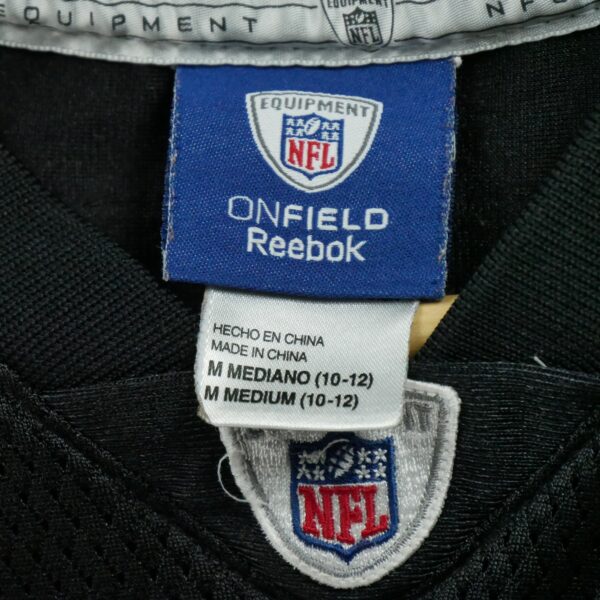 EQUIPMENT
NFL
EQUIPMENT
NFL
ONFIELD
Reebok
HECHO EN CHINA
MADE IN CHINA
M MEDIANO (10-12)
M MEDIUM (10-12)
NFL